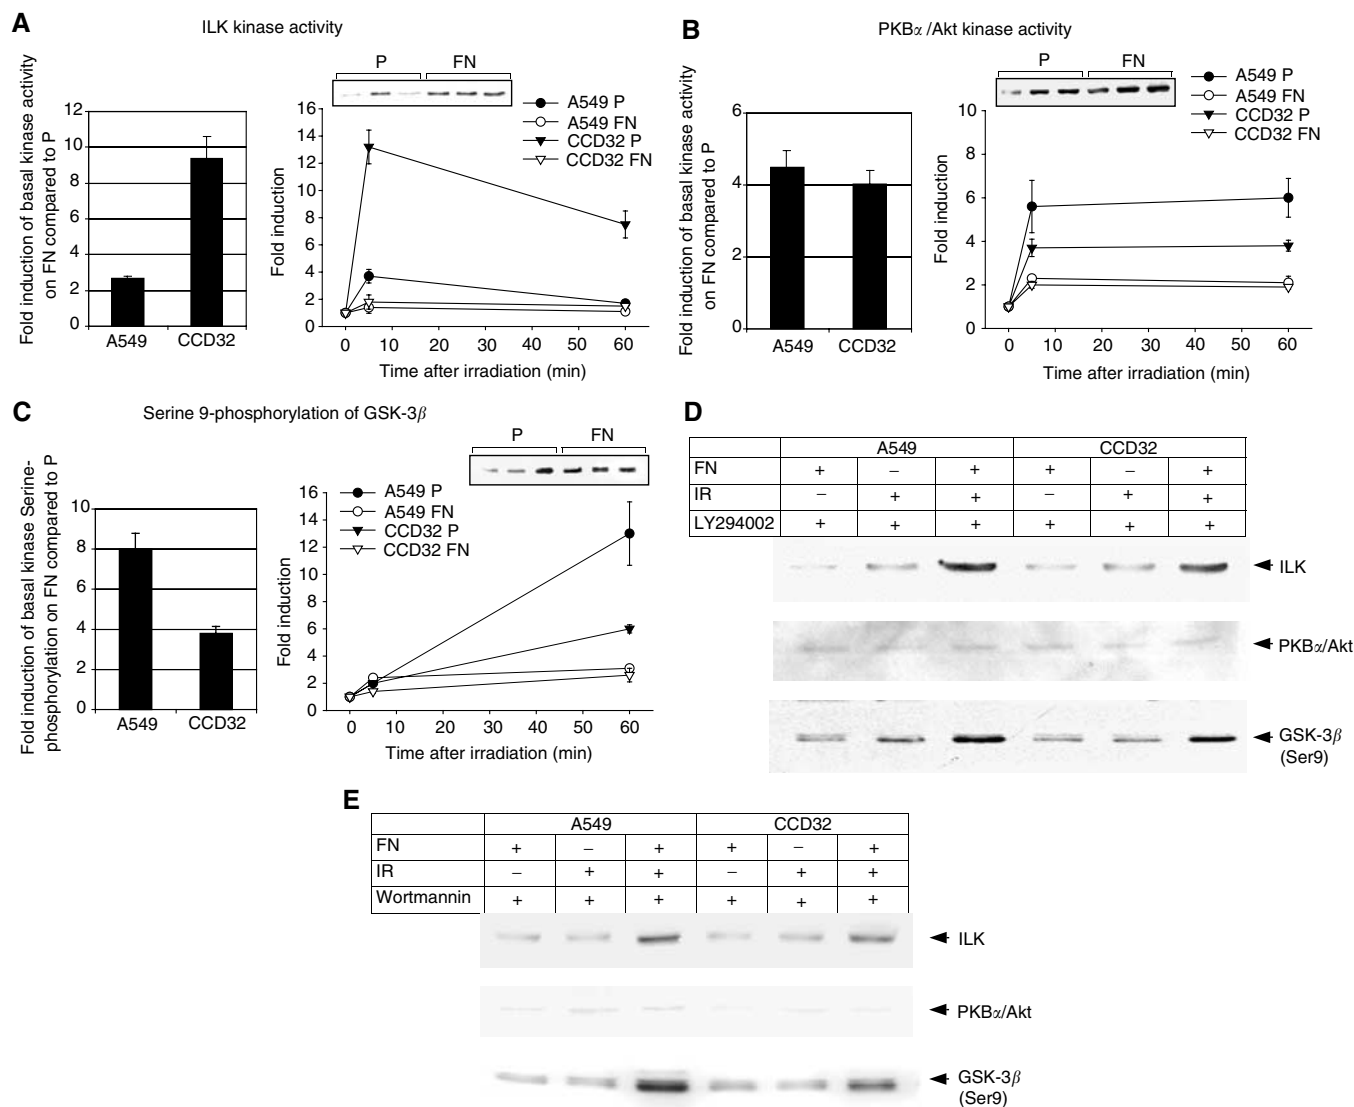 A
ILK kinase activity
Fold induction of basal kinase activity
on FN compared to P
12
10
8
6
4
2
0
A549 CCD32
P FN
A549 P
A549 FN
CCD32 P
CCD32 FN
Fold induction
16
14
12
10
8
6
4
2
0
0 10 20 30 40 50 60
Time after irradiation (min)
B
PKBα /Akt kinase activity
Fold induction of basal kinase activity
on FN compared to P
6
4
2
0
A549 CCD32
P FN
A549 P
A549 FN
CCD32 P
CCD32 FN
Fold induction
10
8
6
4
2
0
0 10 20 30 40 50 60
Time after irradiation (min)
C
Serine 9-phosphorylation of GSK-3β
Fold induction of basal kinase Serine-
phosphorylation on FN compared to P
10
8
6
4
2
0
A549 CCD32
P FN
A549 P
A549 FN
CCD32 P
CCD32 FN
Fold induction
16
14
12
10
8
6
4
2
0
0 10 20 30 40 50 60
Time after irradiation (min)
D
A549 CCD32
FN + – + + – +
IR – + + – + +
LY294002 + + + + + +
ILK
PKBα/Akt
GSK-3β
(Ser9)
E
A549 CCD32
FN + – + + – +
IR – + + – + +
Wortmannin + + + + + +
ILK
PKBα/Akt
GSK-3β
(Ser9)